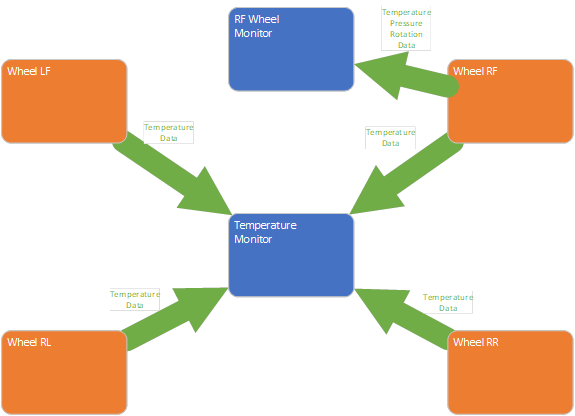 RF Wheel
Monitor
Temperature
Pressure
Rotation
Data
Wheel LF
Wheel RF
Temperature
Data
Temperature
Data
Temperature
Monitor
Temperature
Data
Temperature
Data
Wheel RL
Wheel RR